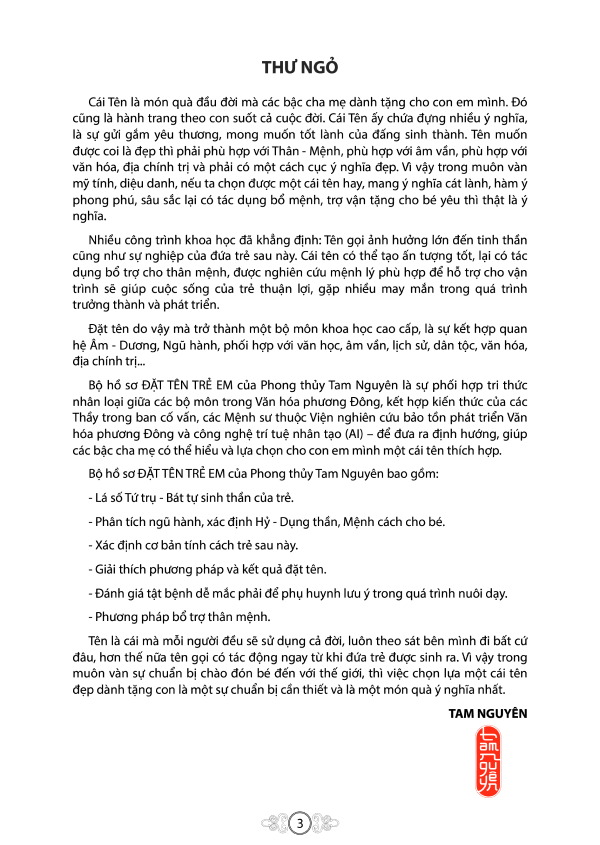 THƯ NGỎ
Cái Tên là món quà đầu đời mà các bậc cha mẹ dành tặng cho con em mình. Đó
cũng là hành trang theo con suốt cả cuộc đời. Cái Tên ấy chứa đựng nhiều ý nghĩa,
là sự gửi gắm yêu thương, mong muốn tốt lành của đấng sinh thành. Tên muốn
được coi là đẹp thì phải phù hợp với Thân - Mệnh, phù hợp với âm vần, phù hợp với
văn hóa, địa chính trị và phải có một cách cục ý nghĩa đẹp. Vì vậy trong muôn vàn
mỹ tính, diệu danh, nếu ta chọn được một cái tên hay, mang ý nghĩa cát lành, hàm ý
phong phú, sâu sắc lại có tác dụng bổ mệnh, trợ vận tặng cho bé yêu thì thật là ý
nghĩa.
Nhiều công trình khoa học đã khẳng định: Tên gọi ảnh hưởng lớn đến tinh thần
cũng như sự nghiệp của đứa trẻ sau này. Cái tên có thể tạo ấn tượng tốt, lại có tác
dụng bổ trợ cho thân mệnh, được nghiên cứu mệnh lý phù hợp để hỗ trợ cho vận
trình sẽ giúp cuộc sống của trẻ thuận lợi, gặp nhiều may mắn trong quá trình
trưởng thành và phát triển.
Đặt tên do vậy mà trở thành một bộ môn khoa học cao cấp, là sự kết hợp quan
hệ Âm - Dương, Ngũ hành, phối hợp với văn học, âm vần, lịch sử, dân tộc, văn hóa,
địa chính trị...
Bộ hồ sơ ĐẶT TÊN TRẺ EM của Phong thủy Tam Nguyên là sự phối hợp tri thức
nhân loại giữa các bộ môn trong Văn hóa phương Đông, kết hợp kiến thức của các
Thầy trong ban cố vấn, các Mệnh sư thuộc Viện nghiên cứu bảo tồn phát triển Văn
hóa phương Đông và công nghệ trí tuệ nhân tạo (AI) – để đưa ra định hướng, giúp
các bậc cha mẹ có thể hiểu và lựa chọn cho con em mình một cái tên thích hợp.
Bộ hồ sơ ĐẶT TÊN TRẺ EM của Phong thủy Tam Nguyên bao gồm:
- Lá số Tứ trụ - Bát tự sinh thần của trẻ.
- Phân tích ngũ hành, xác định Hỷ - Dụng thần, Mệnh cách cho bé.
- Xác định cơ bản tính cách trẻ sau này.
- Giải thích phương pháp và kết quả đặt tên.
- Đánh giá tật bệnh dễ mắc phải để phụ huynh lưu ý trong quá trình nuôi dạy.
- Phương pháp bổ trợ thân mệnh.
Tên là cái mà mỗi người đều sẽ sử dụng cả đời, luôn theo sát bên mình đi bất cứ
đâu, hơn thế nữa tên gọi có tác động ngay từ khi đứa trẻ được sinh ra. Vì vậy trong
muôn vàn sự chuẩn bị chào đón bé đến với thế giới, thì việc chọn lựa một cái tên
đẹp dành tặng con là một sự chuẩn bị cần thiết và là một món quà ý nghĩa nhất.
TAM NGUYÊN
tam
nguyên
3